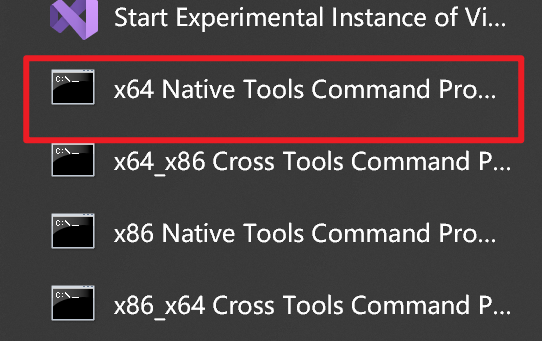 Start Experimental Instance of Vi...
x64 Native Tools Command Pro...
x64_x86 Cross Tools Command P...
x86 Native Tools Command Pro...
x86_x64 Cross Tools Command P...